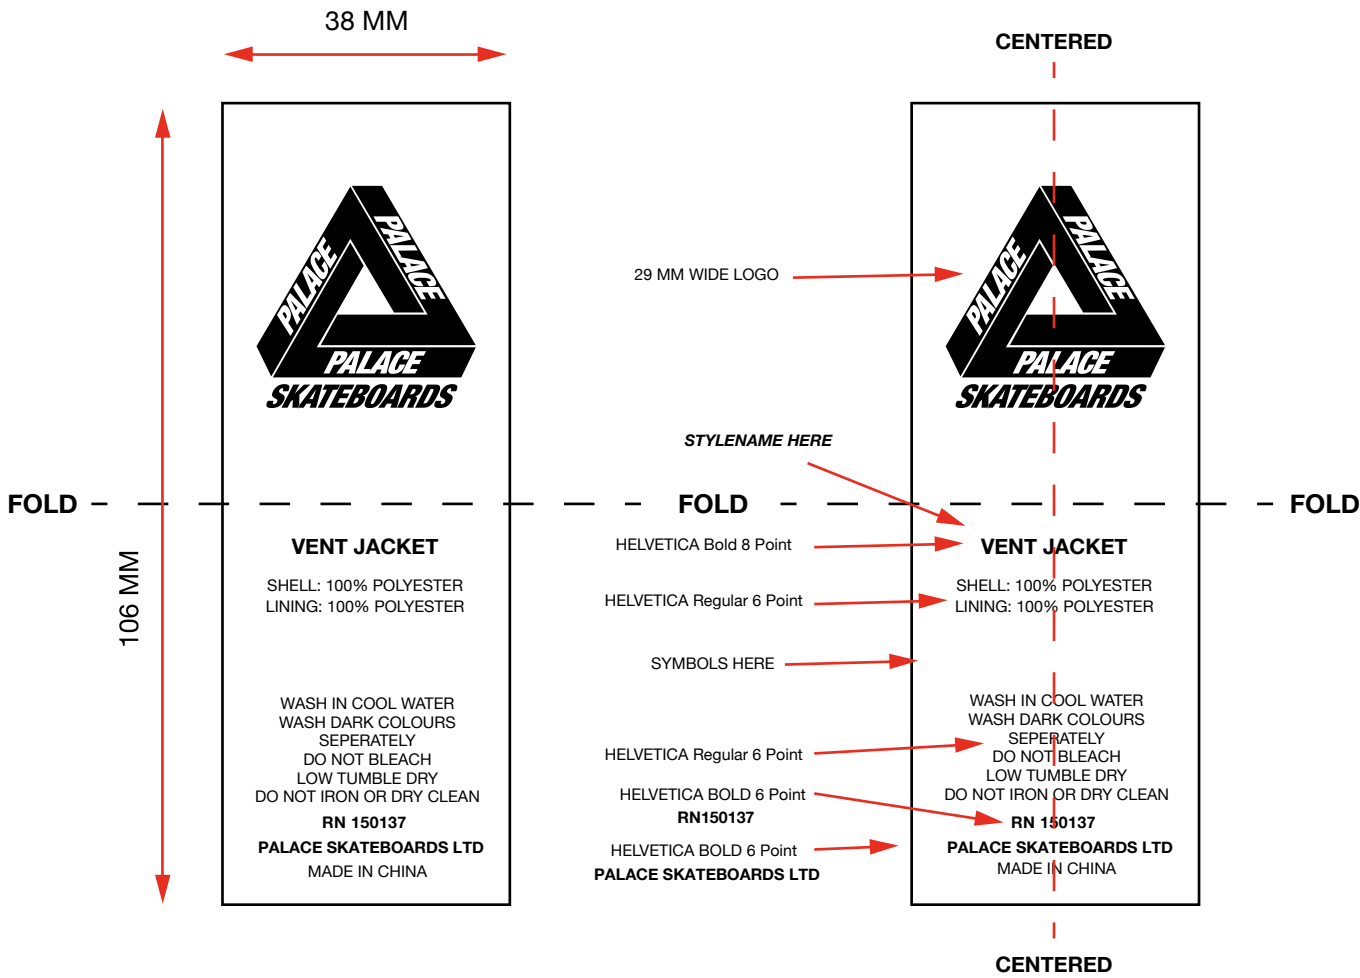 38 MM
CENTERED
PALACE
PALACE
PALACE
SKATEBOARDS
29 MM WIDE LOGO
PALACE
PALACE
PALACE
SKATEBOARDS
STYLENAME HERE
FOLD
FOLD
FOLD
106 MM
VENT JACKET
SHELL: 100% POLYESTER
LINING: 100% POLYESTER
WASH IN COOL WATER
WASH DARK COLOURS
SEPERATELY
DO NOT BLEACH
LOW TUMBLE DRY
DO NOT IRON OR DRY CLEAN
RN 150137
PALACE SKATEBOARDS LTD
MADE IN CHINA
HELVETICA Bold 8 Point
HELVETICA Regular 6 Point
SYMBOLS HERE
HELVETICA Regular 6 Point
HELVETICA BOLD 6 Point
RN150137
HELVETICA BOLD 6 Point
PALACE SKATEBOARDS LTD
VENT JACKET
SHELL: 100% POLYESTER
LINING: 100% POLYESTER
WASH IN COOL WATER
WASH DARK COLOURS
SEPERATELY
DO NOT BLEACH
LOW TUMBLE DRY
DO NOT IRON OR DRY CLEAN
RN 150137
PALACE SKATEBOARDS LTD
MADE IN CHINA
CENTERED